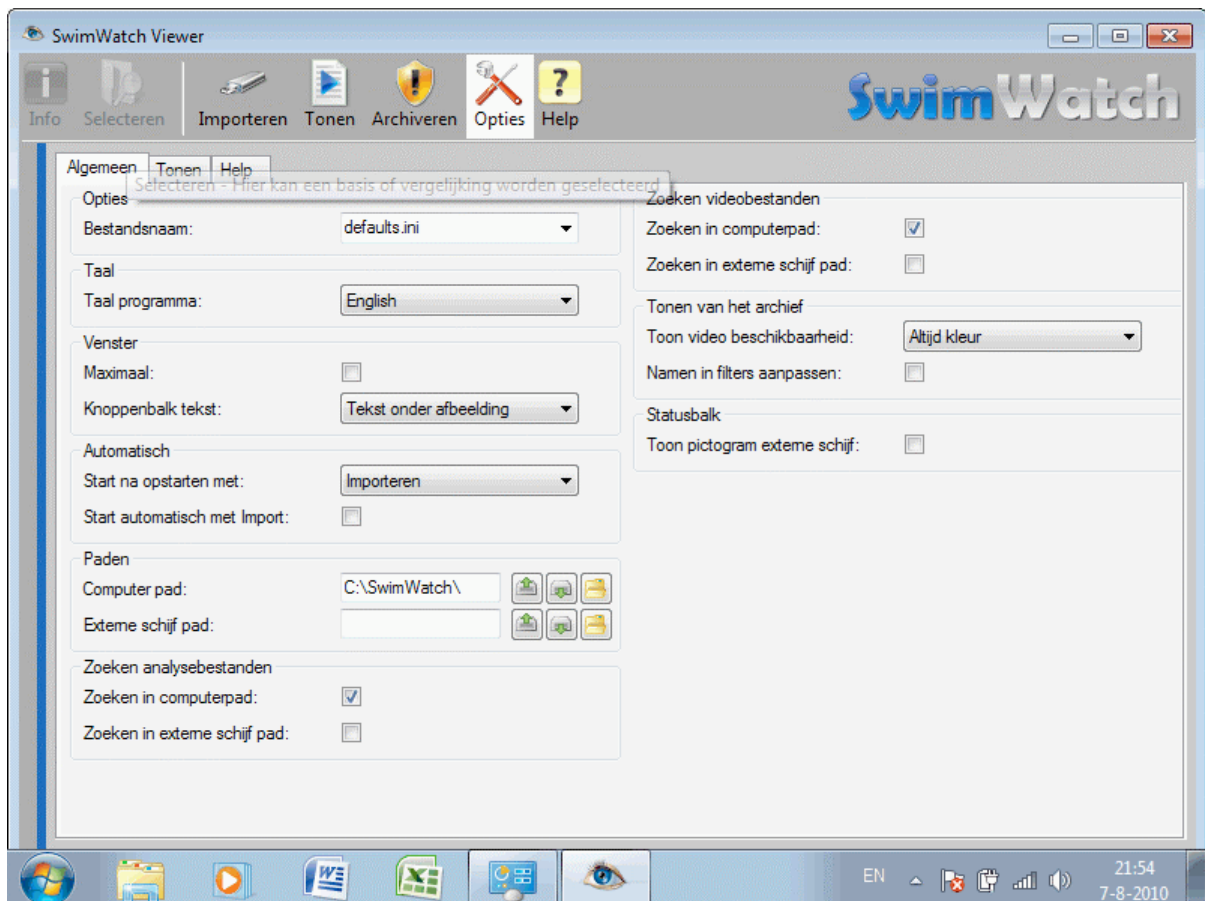 SwimWatch Viewer
Info Selecteren Importeren Tonen Archiveren Opties Help
SwimWatch
Algemeen Tonen Help
Selecteren - Hier kan een basis of vergelijking worden geselecteerd
Opties
Bestandsnaam: defaults.ini
Taal
Taal programma: English
Venster
Maximaal:
Knoppenbalk tekst: Tekst onder afbeelding
Automatisch
Start na opstarten met: Importeren
Start automatisch met Import:
Paden
Computer pad: C:\SwimWatch\
Externe schijf pad:
Zoeken analysebestanden
Zoeken in computerpad:
Zoeken in externe schijf pad:
Zoeken videobestanden
Zoeken in computerpad:
Zoeken in externe schijf pad:
Tonen van het archief
Toon video beschikbaarheid: Altijd kleur
Namen in filters aanpassen:
Statusbalk
Toon pictogram externe schijf:
EN
21:54
7-8-2010